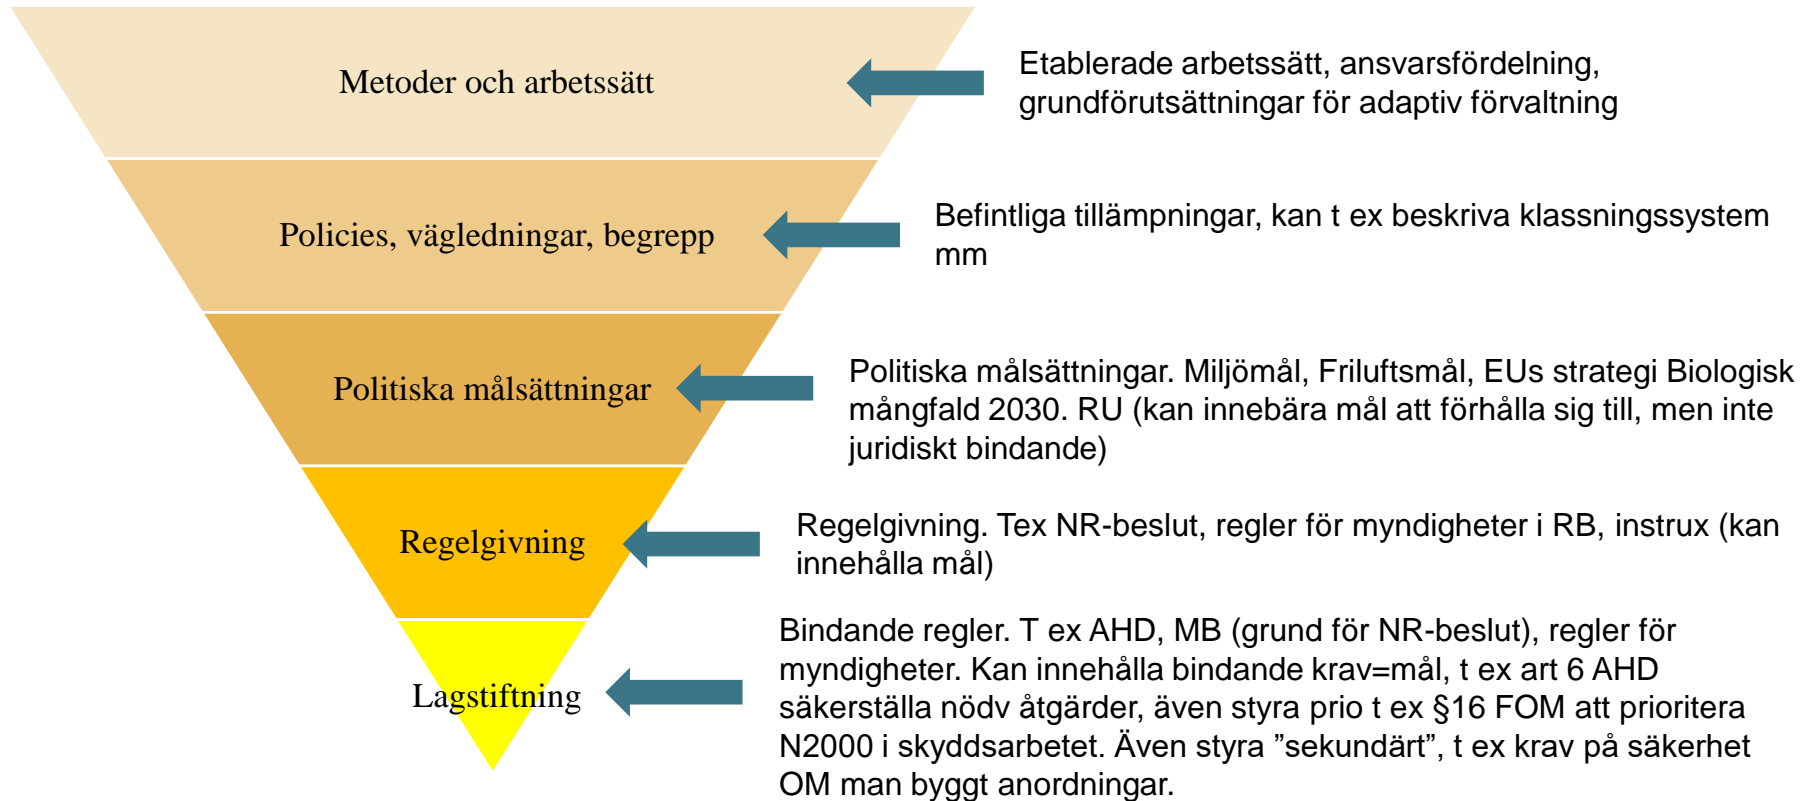 Metoder och arbetssätt
Etablerade arbetssätt, ansvarsfördelning,
grundförutsättningar för adaptiv förvaltning
Policies, vägledningar, begrepp
Befintliga tillämpningar, kan t ex beskriva klassningssystem
mm
Politiska målsättningar
Politiska målsättningar. Miljömål, Friluftsmål, EUs strategi Biologisk
mångfald 2030. RU (kan innebära mål att förhålla sig till, men inte
juridiskt bindande)
Regelgivning
Regelgivning. Tex NR-beslut, regler för myndigheter i RB, instrux (kan
innehålla mål)
Lagstiftning
Bindande regler. T ex AHD, MB (grund för NR-beslut), regler för
myndigheter. Kan innehålla bindande krav=mål, t ex art 6 AHD
säkerställa nödv åtgärder, även styra prio t ex §16 FOM att prioritera
N2000 i skyddsarbetet. Även styra ”sekundärt”, t ex krav på säkerhet
OM man byggt anordningar.